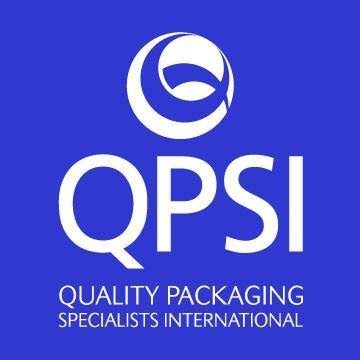 QPSI
QUALITY PACKAGING
SPECIALISTS INTERNATIONAL